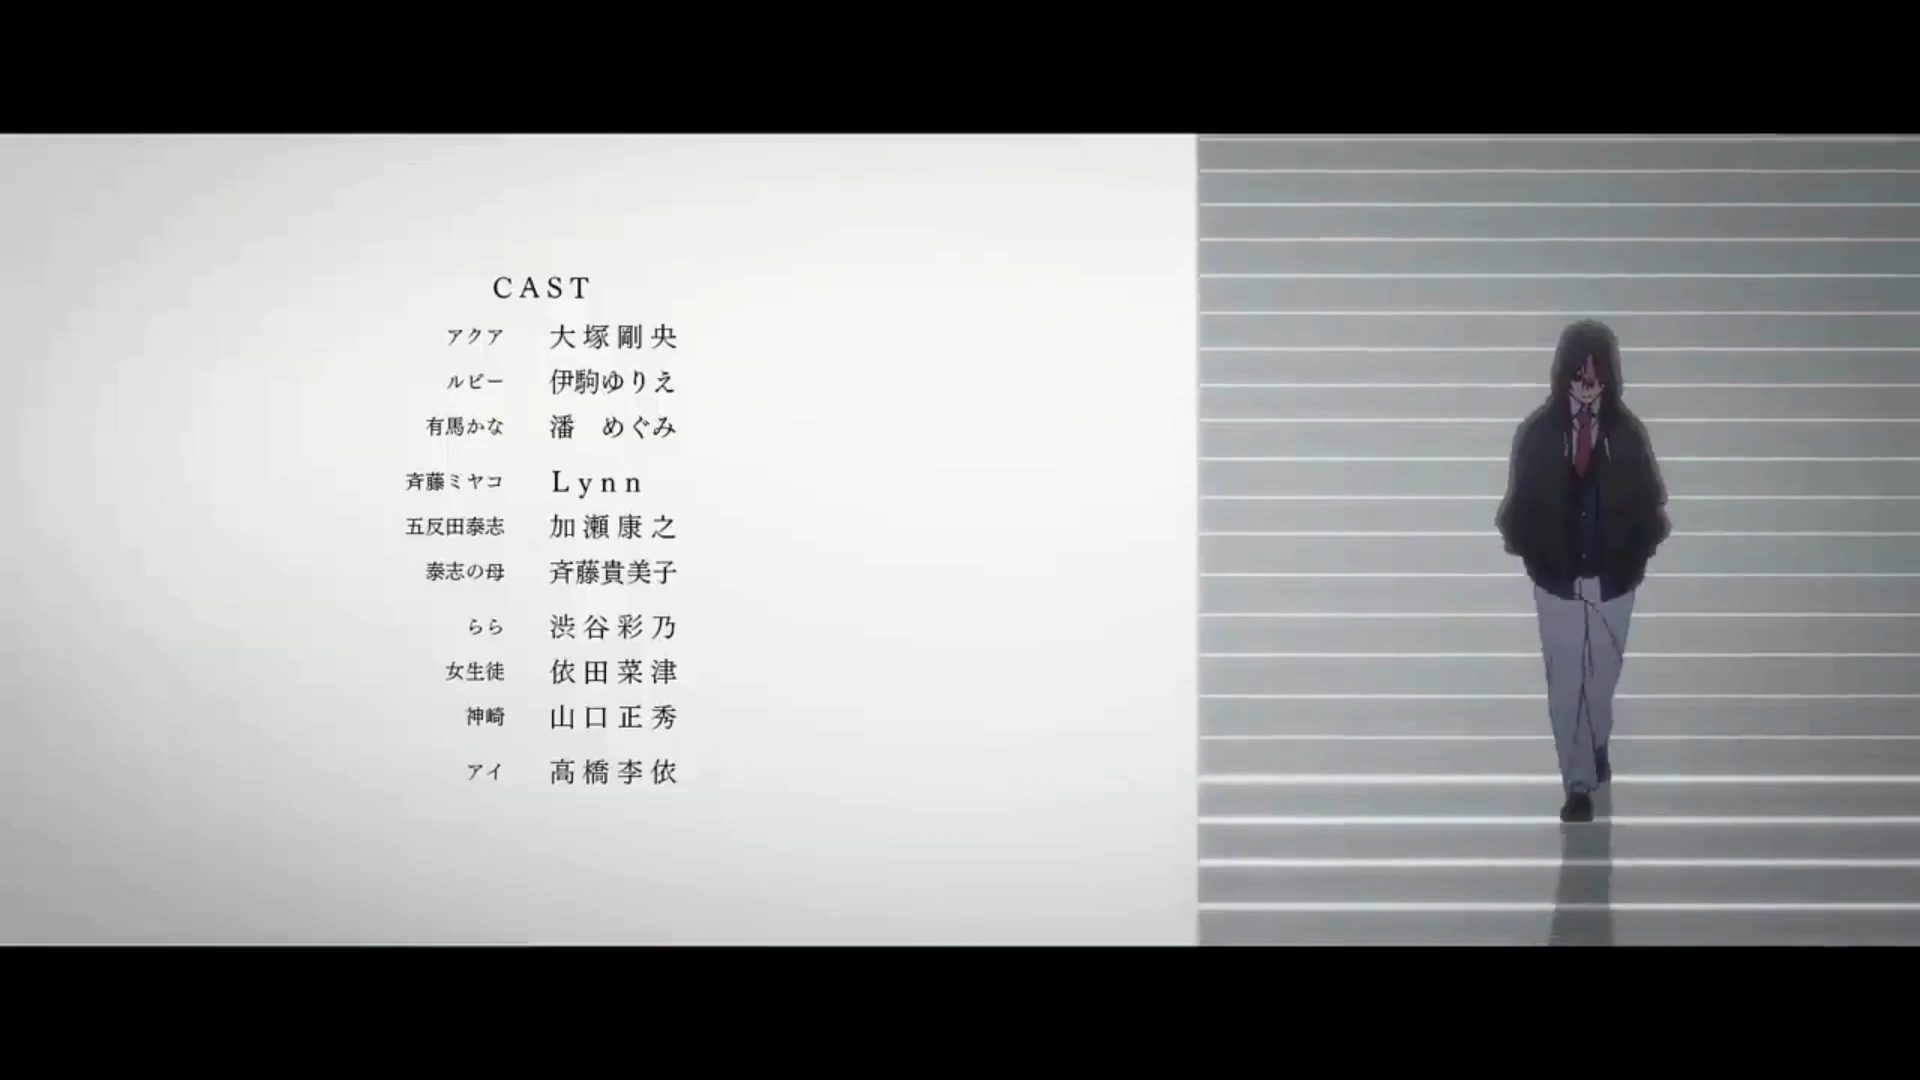 CAST
アクア 大塚剛央
ルビー 伊駒ゆりえ
有馬かな 潘 めぐみ
斉藤ミヤコ Lynn
五反田泰志 加瀬康之
泰志の母 斉藤貴美子
らら 渋谷彩乃
女生徒 依田菜津
神崎 山口正秀
アイ 高橋李依